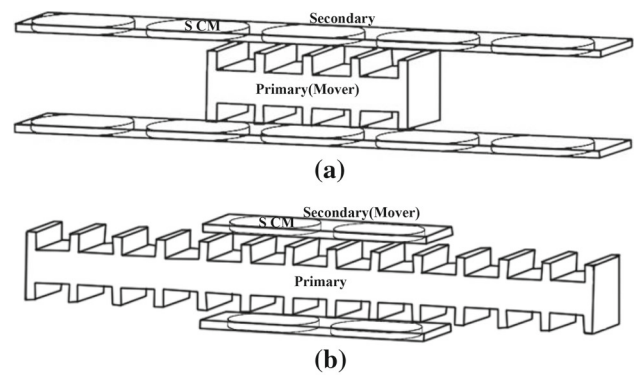 Secondary
S CM
Primary(Mover)
(a)
Secondary(Mover)
S CM
Primary
(b)